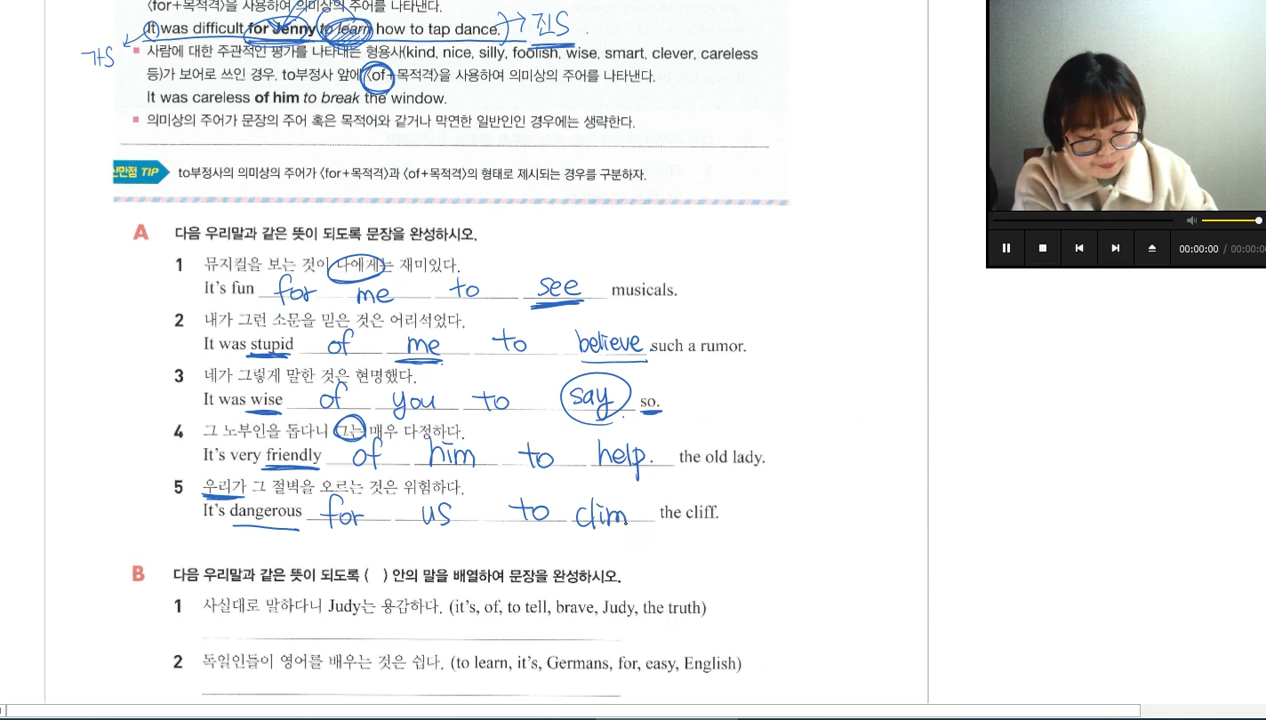 ⟨for+목적격⟩을 사용하여 의미상의 주어를 나타낸다.
It was difficult for Jenny to learn how to tap dance. 진S
가S
사람에 대한 주관적인 평가를 나타내는 형용사(kind, nice, silly, foolish, wise, smart, clever, careless
등)가 보어로 쓰인 경우, to부정사 앞에 ⟨of+목적격⟩을 사용하여 의미상의 주어를 나타낸다.
It was careless of him to break the window.
의미상의 주어가 문장의 주어 혹은 목적어와 같거나 막연한 일반인인 경우에는 생략한다.
만점 TIP to부정사의 의미상의 주어가 ⟨for+목적격⟩과 ⟨of+목적격⟩의 형태로 제시되는 경우를 구분하자.
A 다음 우리말과 같은 뜻이 되도록 문장을 완성하시오.
1 뮤지컬을 보는 것이 나에게는 재미있다.
It's fun for me to see musicals.
2 내가 그런 소문을 믿은 것은 어리석었다.
It was stupid of me to believe such a rumor.
3 네가 그렇게 말한 것은 현명했다.
It was wise of you to say so.
4 그 노부인을 돕다니 그는 매우 다정하다.
It's very friendly of him to help. the old lady.
5 우리가 그 절벽을 오르는 것은 위험하다.
It's dangerous for us to clim the cliff.
B 다음 우리말과 같은 뜻이 되도록 ( ) 안의 말을 배열하여 문장을 완성하시오.
1 사실대로 말하다니 Judy는 용감하다. (it's, of, to tell, brave, Judy, the truth)
2 독일인들이 영어를 배우는 것은 쉽다. (to learn, it's, Germans, for, easy, English)
00:00:00 / 00:00:0